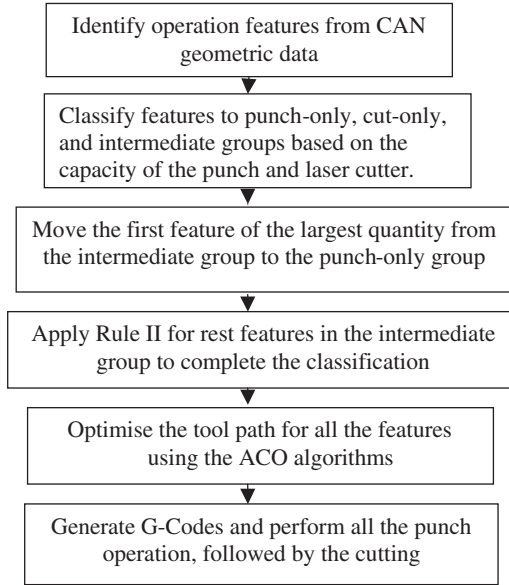 Identify operation features from CAN
geometric data
Classify features to punch-only, cut-only,
and intermediate groups based on the
capacity of the punch and laser cutter.
Move the first feature of the largest quantity from
the intermediate group to the punch-only group
Apply Rule II for rest features in the intermediate
group to complete the classification
Optimise the tool path for all the features
using the ACO algorithms
Generate G-Codes and perform all the punch
operation, followed by the cutting